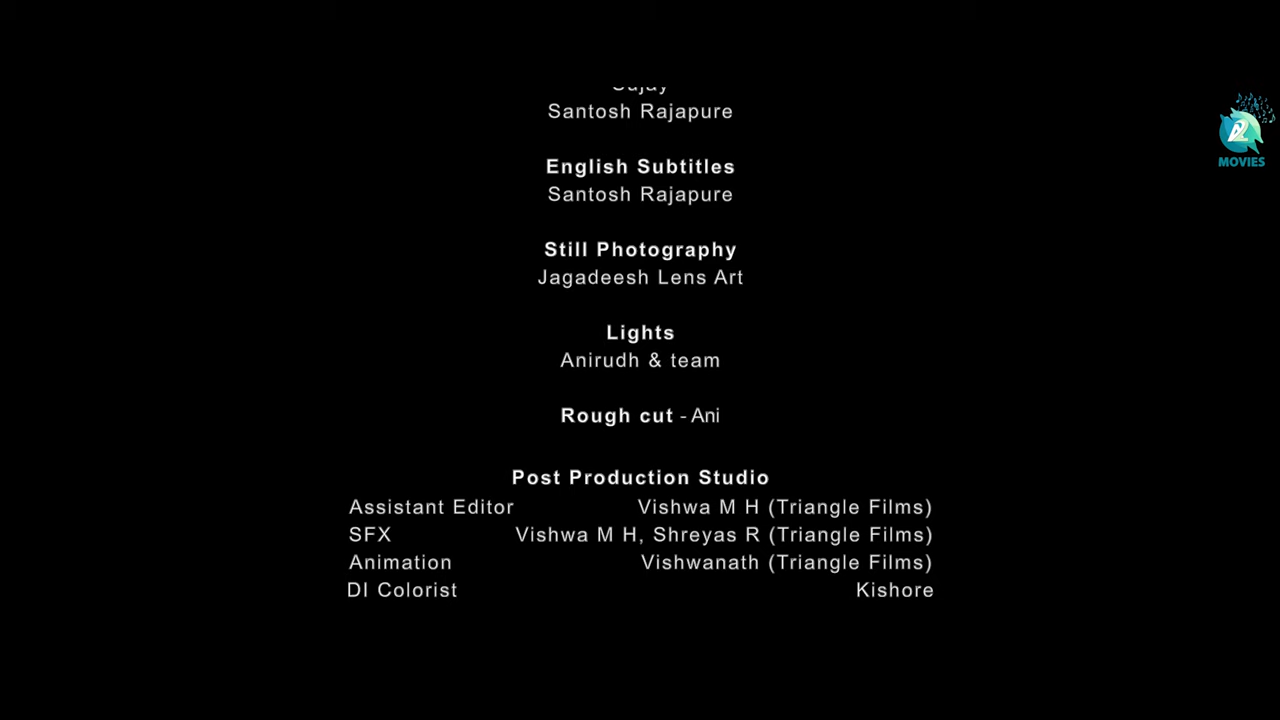 Santosh Rajapure
English Subtitles
Santosh Rajapure
Still Photography
Jagadeesh Lens Art
Lights
Anirudh & team
Rough cut - Ani
Post Production Studio
Assistant Editor Vishwa M H (Triangle Films)
SFX Vishwa M H, Shreyas R (Triangle Films)
Animation Vishwanath (Triangle Films)
DI Colorist Kishore
MOVIES